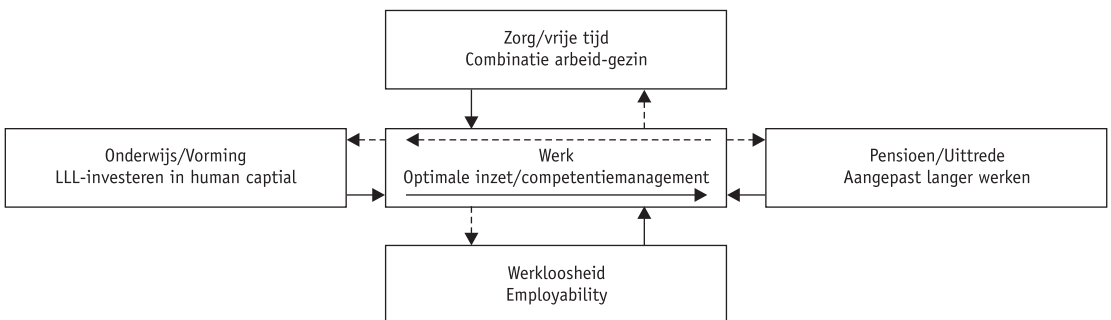 Zorg/vrije tijd
Combinatie arbeid-gezin
Onderwijs/Vorming
LLL-investeren in human captial
Werk
Optimale inzet/competentiemanagement
Pensioen/Uittrede
Aangepast langer werken
Werkloosheid
Employability